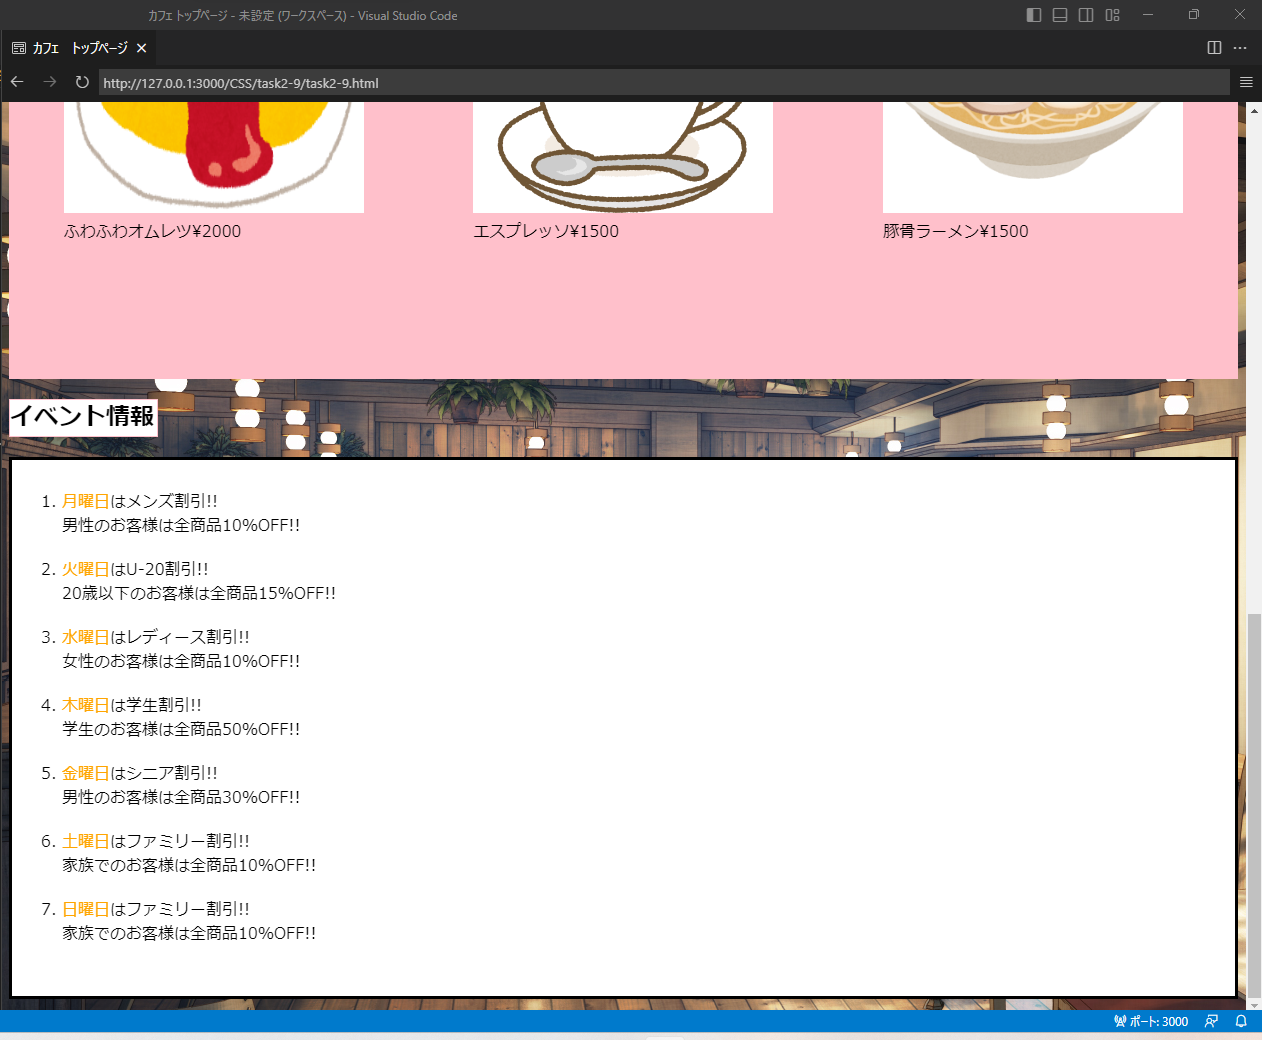 カフェ トップページ - 未設定 (ワークスペース) - Visual Studio Code
カフェ　トップページ
http://127.0.0.1:3000/CSS/task2-9/task2-9.html
ふわふわオムレツ¥2000
エスプレッソ¥1500
豚骨ラーメン¥1500
イベント情報
1. 月曜日はメンズ割引!!
男性のお客様は全商品10%OFF!!
2. 火曜日はU-20割引!!
20歳以下のお客様は全商品15%OFF!!
3. 水曜日はレディース割引!!
女性のお客様は全商品10%OFF!!
4. 木曜日は学生割引!!
学生のお客様は全商品50%OFF!!
5. 金曜日はシニア割引!!
男性のお客様は全商品30%OFF!!
6. 土曜日はファミリー割引!!
家族でのお客様は全商品10%OFF!!
7. 日曜日はファミリー割引!!
家族でのお客様は全商品10%OFF!!
ポート: 3000